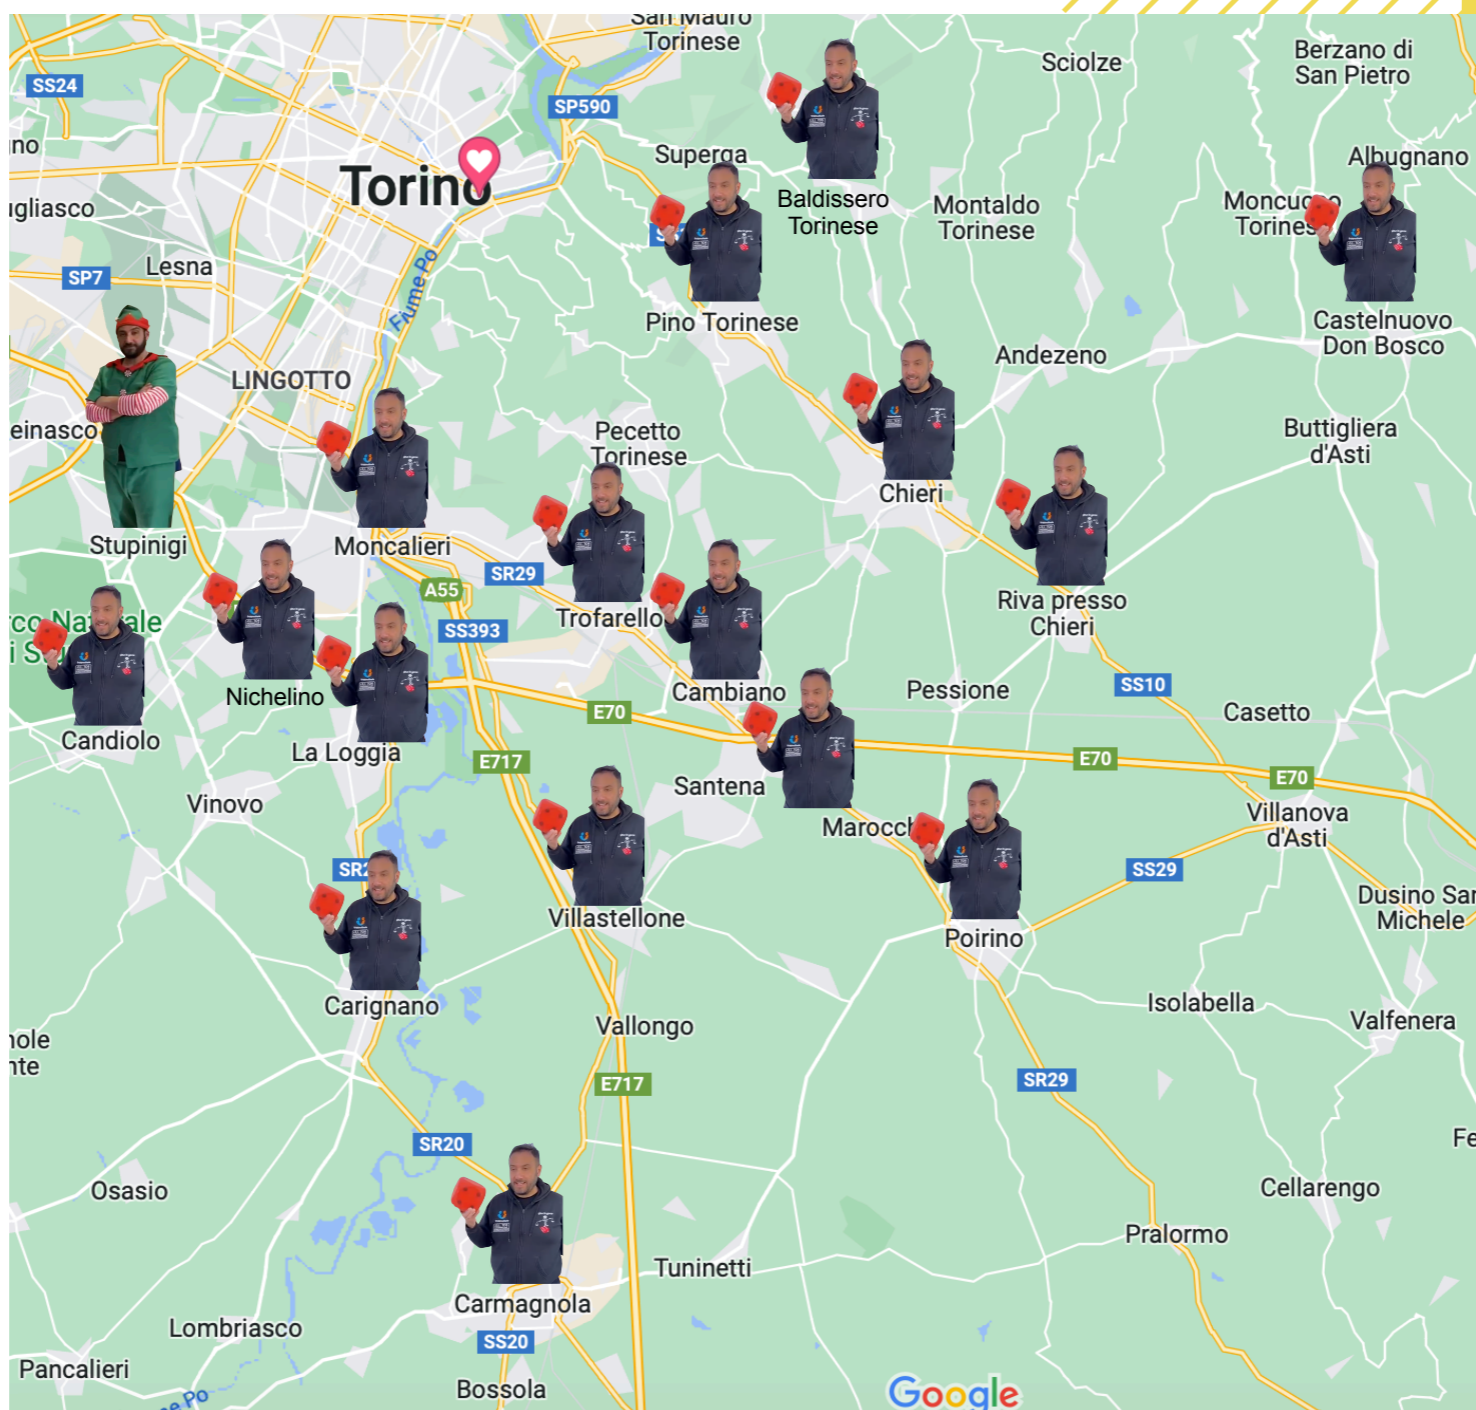 San Mauro
Torinese
Sciolze
Berzano di
San Pietro
SS24
SP590
Superga
Albugnano
Torino
Baldissero
Torinese
Montaldo
Torinese
Lesna
SP7
Fiume Po
Pino Torinese
Castelnuovo
Don Bosco
LINGOTTO
Andezeno
Pecetto
Torinese
Buttigliera
d'Asti
Chieri
Stupinigi
Moncalieri
SR29
A55
Trofarello
SS393
Riva presso
Chieri
Nichelino
Cambiano
Pessione
SS10
Candiolo
La Loggia
E70
Casetto
E717
Santena
E70
E70
Vinovo
Villanova
d'Asti
SS29
Villastellone
Poirino
Dusino San
Michele
Carignano
Vallongo
Isolabella
Valfenera
E717
SR29
SR20
Osasio
Cellarengo
Pralormo
Tuninetti
Carmagnola
Lombriasco
SS20
Pancalieri
Bossola
Google